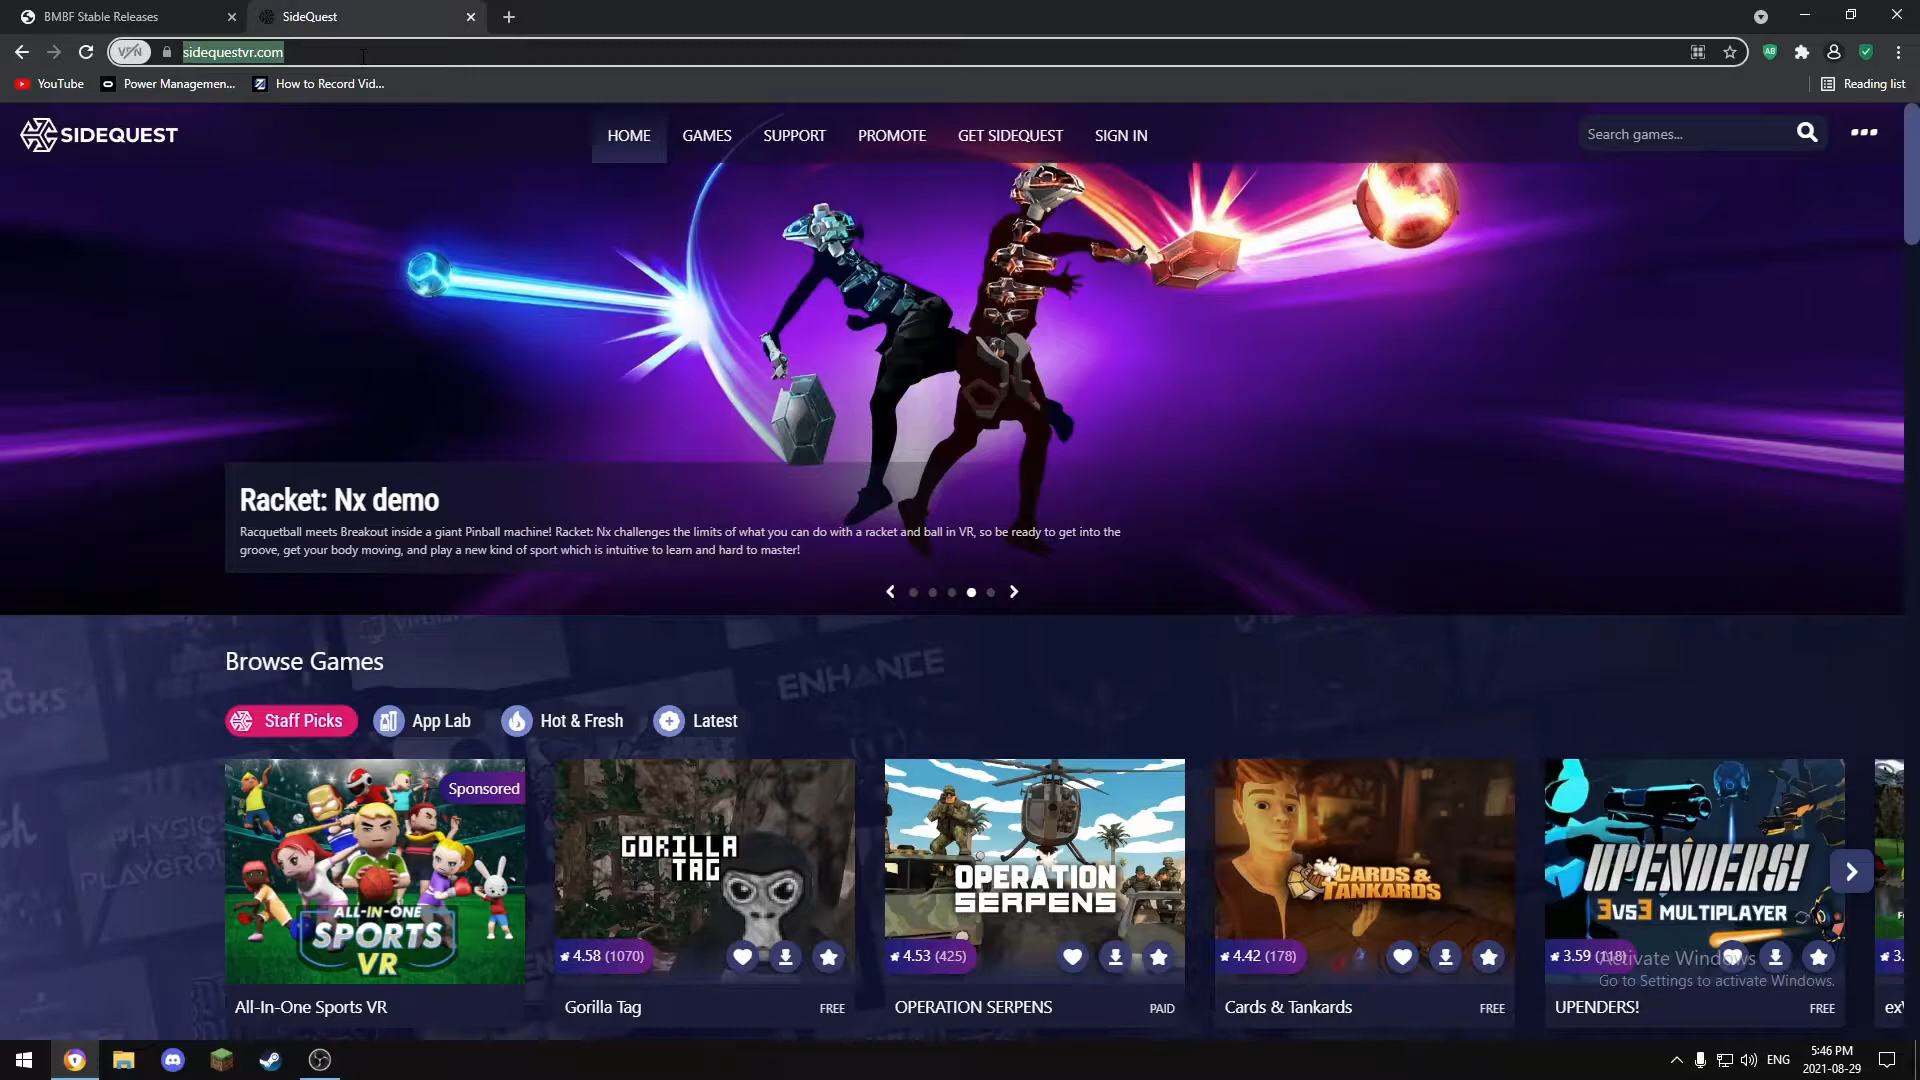 BMBF Stable Releases
SideQuest
VPN
sidequestvr.com
YouTube
Power Managemen...
How to Record Vid...
Reading list
SIDEQUEST
HOME
GAMES
SUPPORT
PROMOTE
GET SIDEQUEST
SIGN IN
Search games...
Racket: Nx demo
Racquetball meets Breakout inside a giant Pinball machine! Racket: Nx challenges the limits of what you can do with a racket and ball in VR, so be ready to get into the
groove, get your body moving, and play a new kind of sport which is intuitive to learn and hard to master!
ENHANCE
PHYSICS
PLAYGROU
Browse Games
Staff Picks
App Lab
Hot & Fresh
Latest
Sponsored
ALL-IN-ONE
SPORTS
VR
GORILLA
TAG
OPERATION
SERPENS
CARDS &
TANKARDS
UPENDERS!
3VS3 MULTIPLAYER
4.58 (1070)
4.53 (425)
4.42 (178)
3.59 (118)
3.
Activate Windows
Go to Settings to activate Windows.
All-In-One Sports VR
Gorilla Tag
FREE
OPERATION SERPENS
PAID
Cards & Tankards
FREE
UPENDERS!
FREE
ex
ENG
5:46 PM
2021-08-29